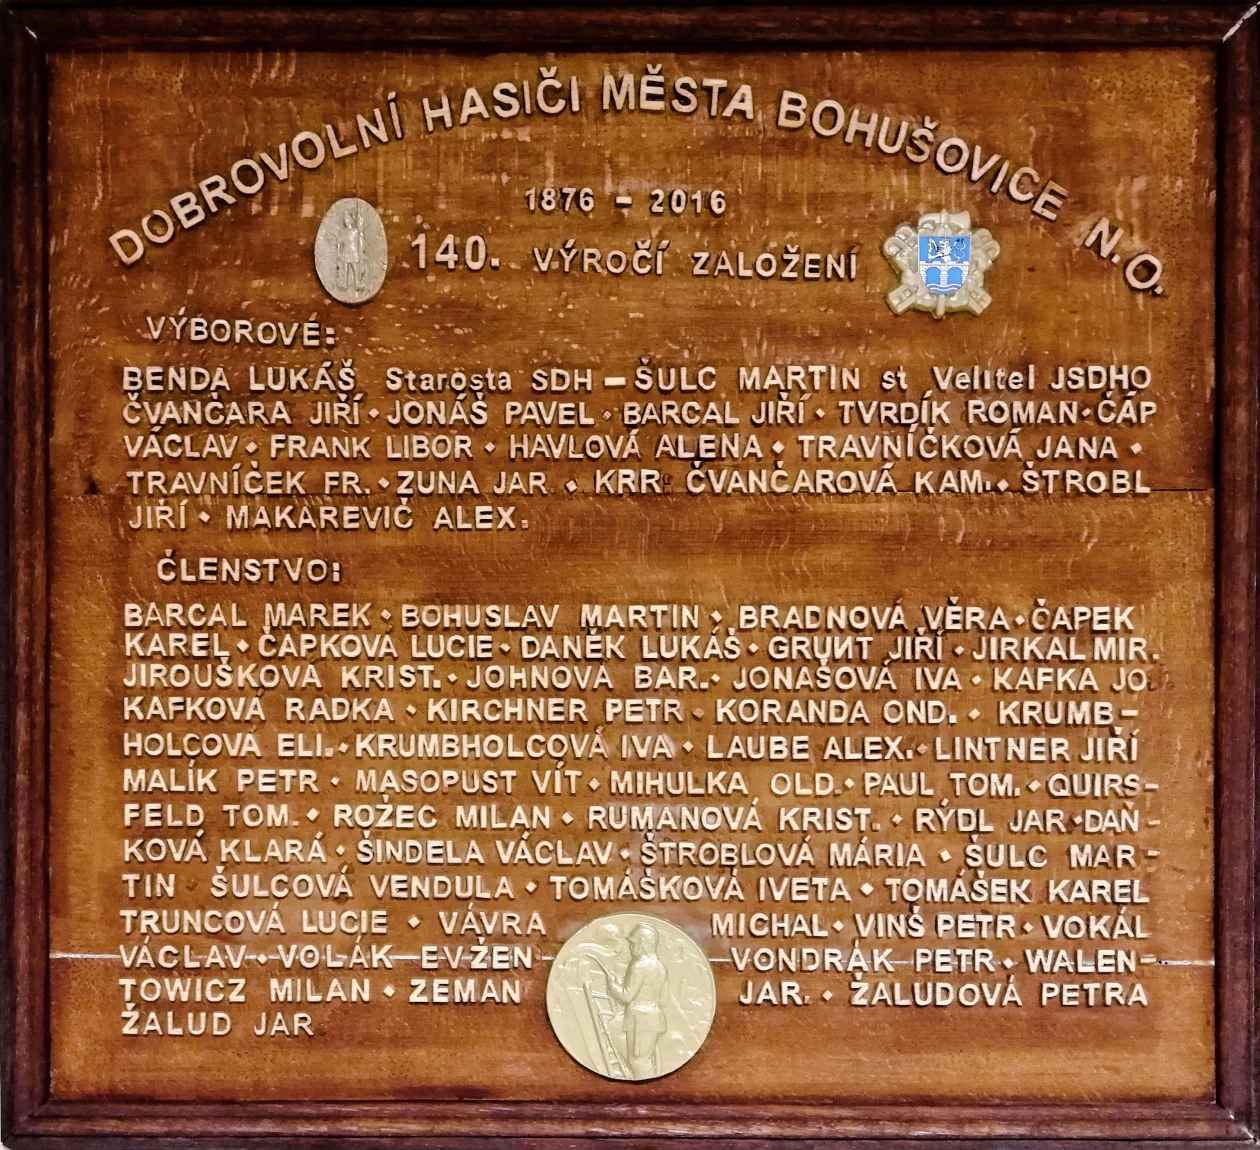 DOBROVOLNÍ HASIČI MĚSTA BOHUŠOVICE N.O.
1876 - 2016
140. VÝROČÍ ZALOŽENÍ
VÝBOROVÉ:
BENDA LUKÁŠ Starosta SDH – ŠULC MARTIN st Velitel JSDHO
ČVANČARA JIŘÍ • JONÁŠ PAVEL • BARCAL JIŘÍ • TVRDÍK ROMAN • ČÁP
VÁCLAV • FRANK LIBOR • HAVLOVÁ ALENA • TRAVNÍČKOVÁ JANA •
TRAVNÍČEK FR. • ZUNA JAR • KRR ČVANČAROVÁ KAM. • ŠTROBL
JIŘÍ • MAKAREVIČ ALEX.
ČLENSTVO:
BARCAL MAREK • BOHUSLAV MARTIN • BRADNOVÁ VĚRA • ČAPEK
KAREL • ČAPKOVÁ LUCIE • DANĚK LUKÁŠ • GRUNT JIŘÍ • JIRKAL MIR.
JIROUŠKOVÁ KRIST. • JOHNOVÁ BAR. • JONÁŠOVÁ IVA • KAFKA JO
KAFKOVÁ RADKA • KIRCHNER PETR • KORANDA OND. • KRUMB-
HOLCOVÁ ELI. • KRUMBHOLCOVÁ IVA • LAUBE ALEX. • LINTNER JIŘÍ
MALÍK PETR • MASOPUST VÍT • MIHULKA OLD. • PAUL TOM. • QUIRS-
FELD TOM. • ROŽEC MILAN • RUMANOVÁ KRIST. • RÝDL JAR • DAŇ-
KOVÁ KLARÁ • ŠINDELA VÁCLAV • ŠTROBLOVÁ MÁRIA • ŠULC MAR-
TIN ŠULCOVÁ VENDULA • TOMÁŠKOVÁ IVETA • TOMÁŠEK KAREL
TRUNCOVÁ LUCIE • VÁVRA MICHAL • VINŠ PETR • VOKÁL
VÁCLAV • VOLÁK EVŽEN VONDRÁK PETR • WALEN-
TOWICZ MILAN • ZEMAN JAR. • ŽALUDOVÁ PETRA
ŽALUD JAR